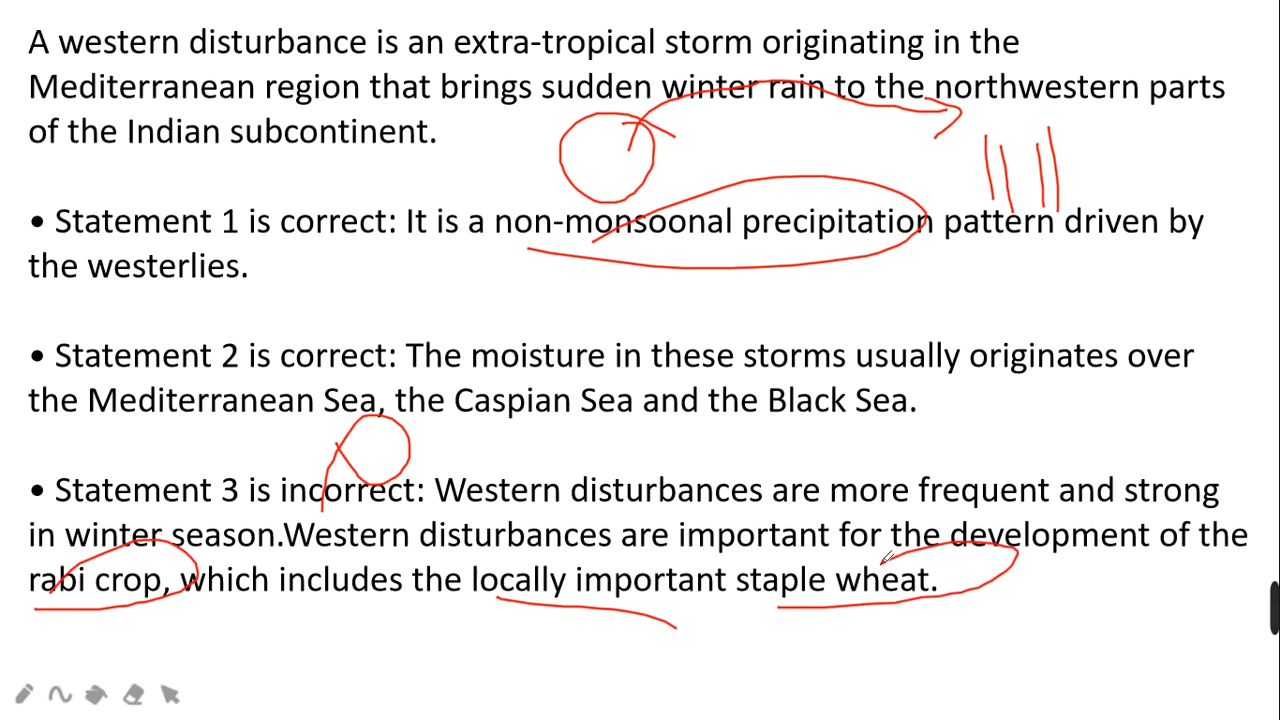 A western disturbance is an extra-tropical storm originating in the
Mediterranean region that brings sudden winter rain to the northwestern parts
of the Indian subcontinent.
• Statement 1 is correct: It is a non-monsoonal precipitation pattern driven by
the westerlies.
• Statement 2 is correct: The moisture in these storms usually originates over
the Mediterranean Sea, the Caspian Sea and the Black Sea.
• Statement 3 is incorrect: Western disturbances are more frequent and strong
in winter season.Western disturbances are important for the development of the
rabi crop, which includes the locally important staple wheat.